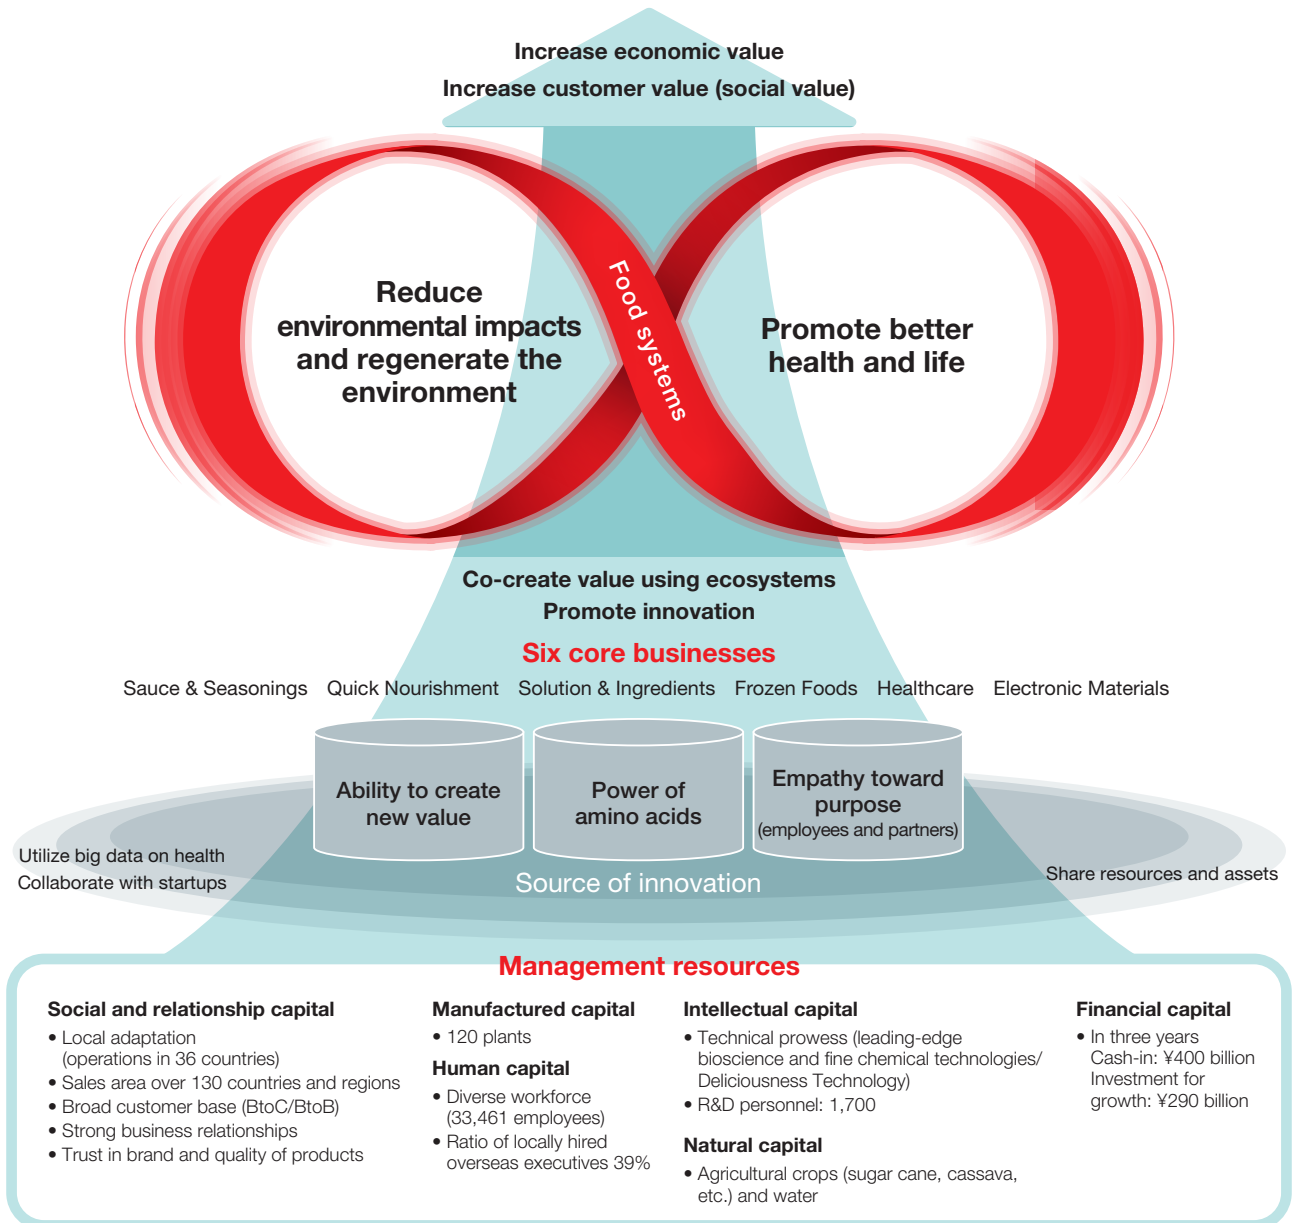 Increase economic value
Increase customer value (social value)
Reduce
environmental impacts
and regenerate the
environment
Food systems
Promote better
health and life
Co-create value using ecosystems
Promote innovation
Six core businesses
Sauce & Seasonings Quick Nourishment Solution & Ingredients Frozen Foods Healthcare Electronic Materials
Ability to create
new value
Power of
amino acids
Empathy toward
purpose
(employees and partners)
Utilize big data on health
Collaborate with startups
Source of innovation
Share resources and assets
Management resources
Social and relationship capital
• Local adaptation
(operations in 36 countries)
• Sales area over 130 countries and regions
• Broad customer base (BtoC/BtoB)
• Strong business relationships
• Trust in brand and quality of products
Manufactured capital
• 120 plants
Human capital
• Diverse workforce
(33,461 employees)
• Ratio of locally hired
overseas executives 39%
Intellectual capital
• Technical prowess (leading-edge
bioscience and fine chemical technologies/
Deliciousness Technology)
• R&D personnel: 1,700
Natural capital
• Agricultural crops (sugar cane, cassava,
etc.) and water
Financial capital
• In three years
Cash-in: ¥400 billion
Investment for
growth: ¥290 billion